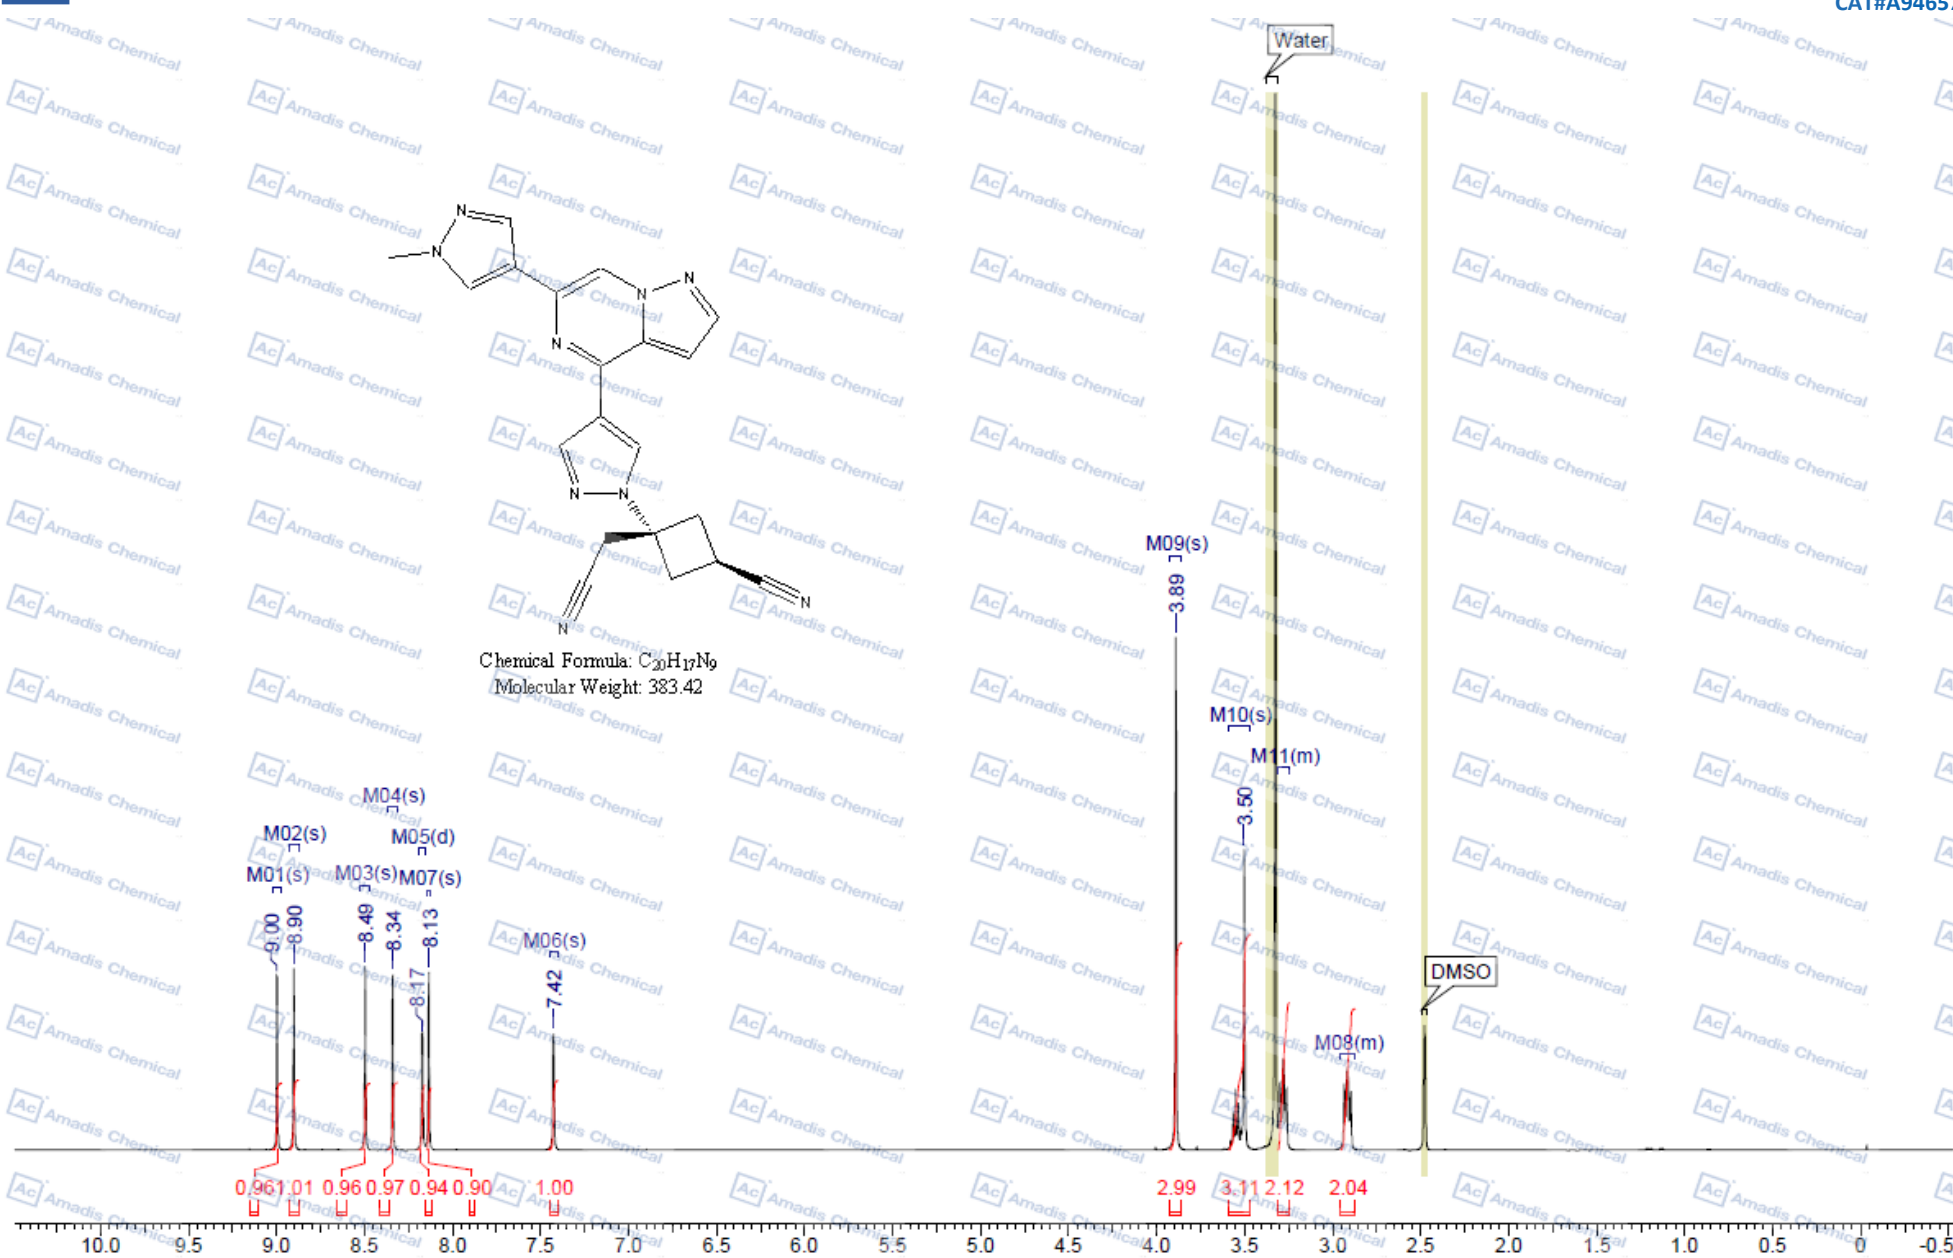 CAT#A94657
Water
N
N
N
N
N
N
N
N
N
Chemical Formula: C20H17N9
Molecular Weight: 383.42
M09(s)
3.89
M10(s)
M11(m)
3.50
M04(s)
M02(s)
M05(d)
M01(s)
M03(s)
M07(s)
9.00
8.90
8.49
8.34
8.17
8.13
M06(s)
7.42
DMSO
M08(m)
0.96 1.01 0.96 0.97 0.94 0.90 1.00 2.99 3.11 2.12 2.04
10.0 9.5 9.0 8.5 8.0 7.5 7.0 6.5 6.0 5.5 5.0 4.5 4.0 3.5 3.0 2.5 2.0 1.5 1.0 0.5 0 -0.5
Ac Amadis Chemical